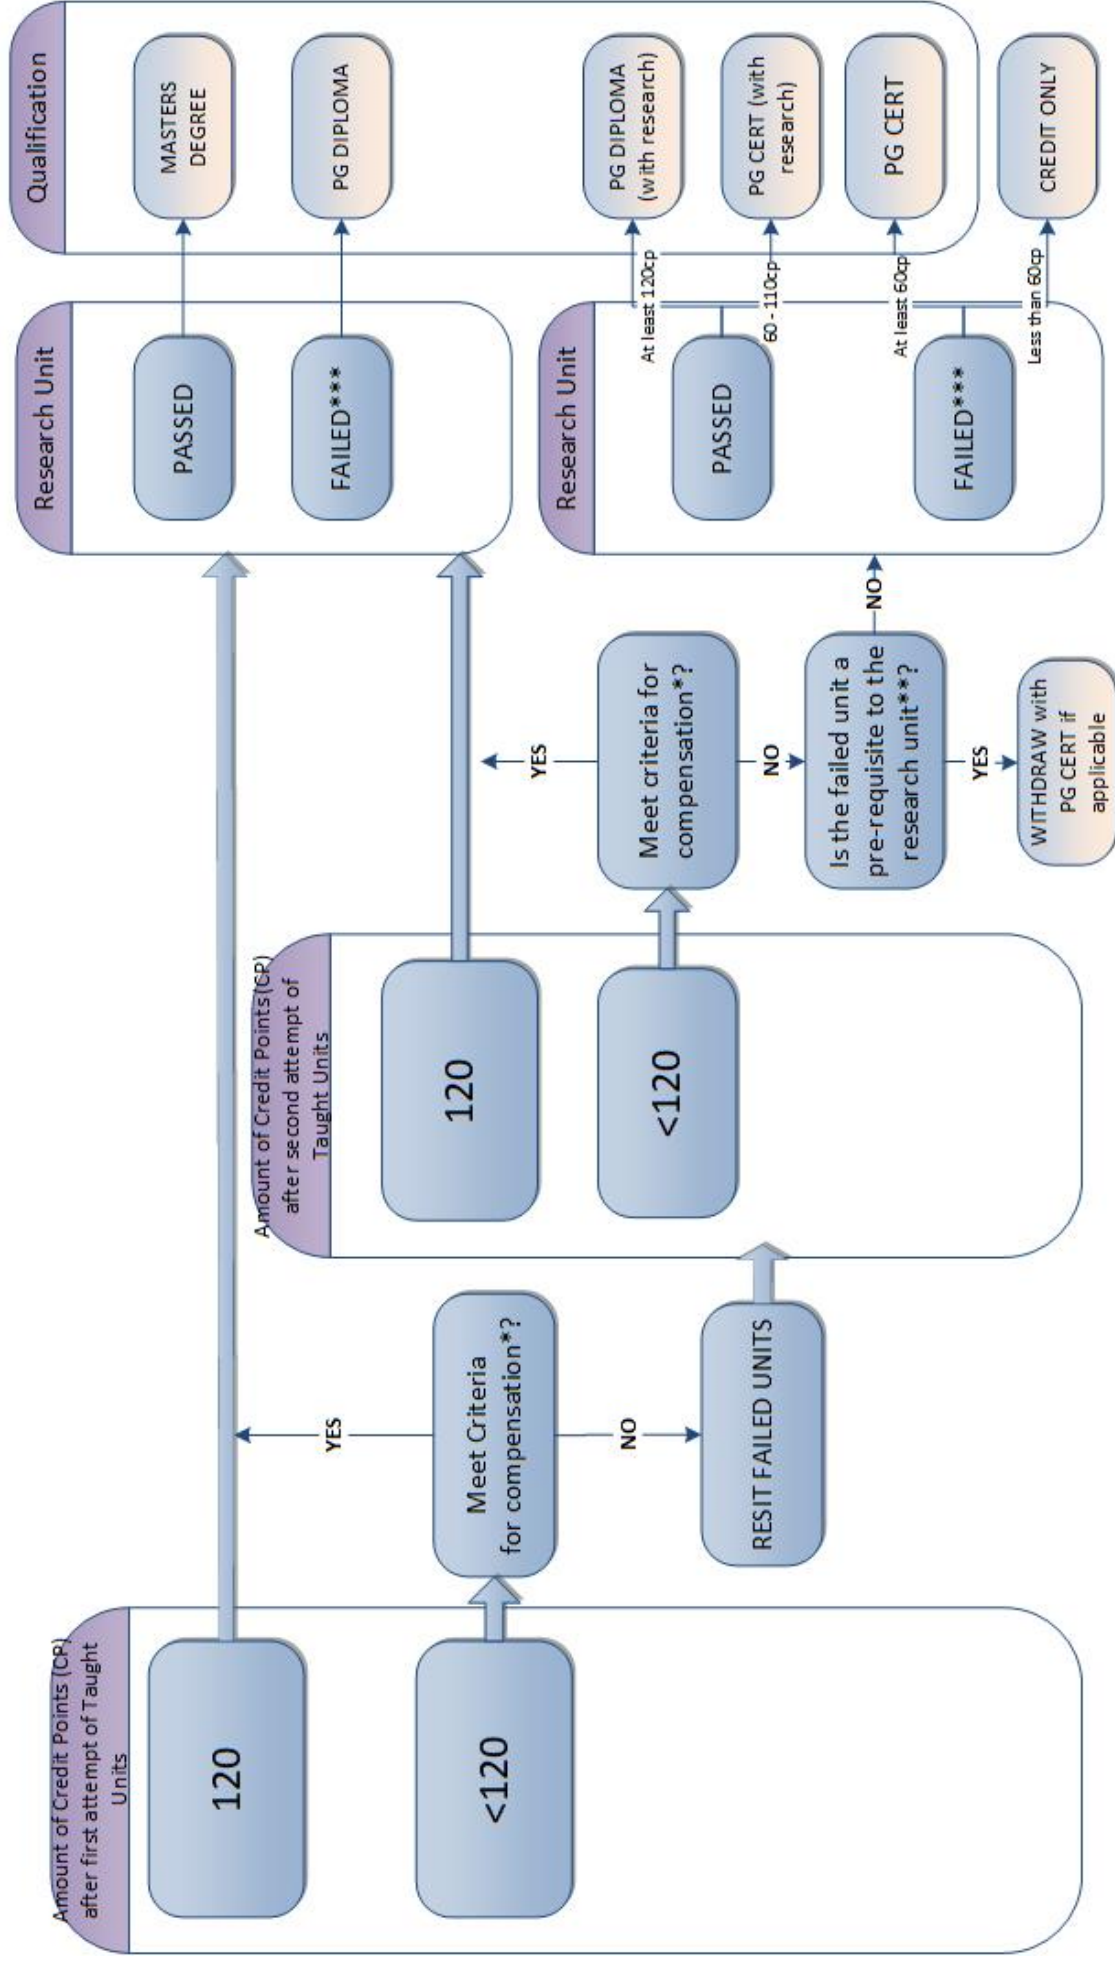 Amount of Credit Points (CP)
after first attempt of Taught
Units
120
<120
Meet Criteria
for compensation*?
YES
NO
RESIT FAILED UNITS
Amount of Credit Points(CP)
after second attempt of
Taught Units
120
<120
Meet criteria for
compensation*?
YES
NO
Is the failed unit a
pre-requisite to the
research unit**?
NO
YES
WITHDRAW with
PG CERT if
applicable
Research Unit
PASSED
FAILED***
Research Unit
PASSED
FAILED***
At least 120cp
60 - 110cp
At least 60cp
Less than 60cp
Qualification
MASTERS
DEGREE
PG DIPLOMA
PG DIPLOMA
(with research)
PG CERT (with
research)
PG CERT
CREDIT ONLY